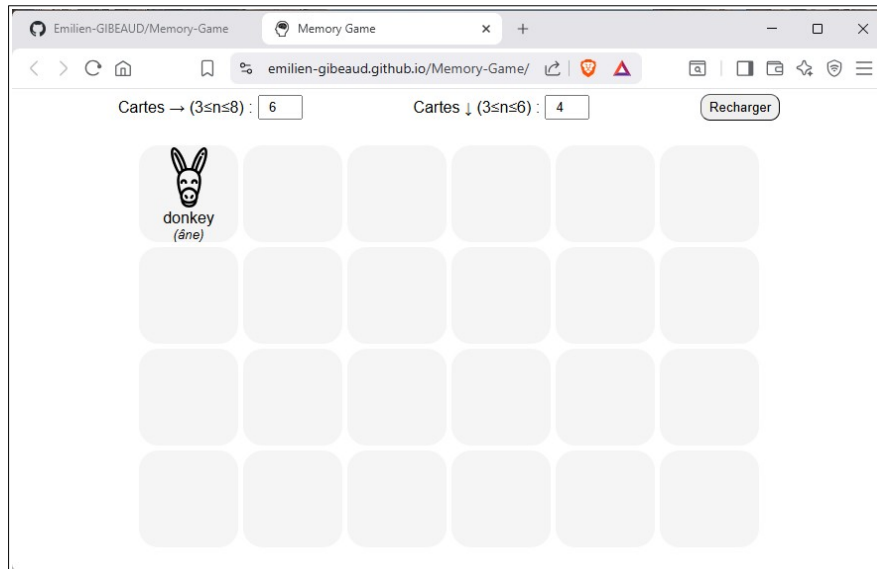 Emilien-GIBEAUD/Memory-Game
Memory Game
emilien-gibeaud.github.io/Memory-Game/
Cartes → (3≤n≤8) : 6
Cartes ↓ (3≤n≤6) : 4
Recharger
donkey
(âne)